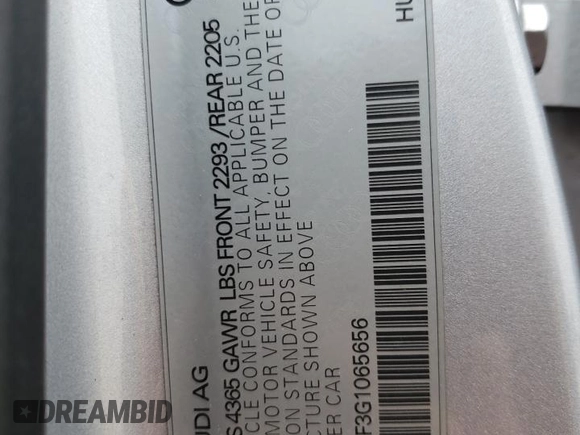 UDI AG
S 4365 GAWR LBS FRONT 2293 /REAR 2205
CLE CONFORMS TO ALL APPLICABLE U.S.
MOTOR VEHICLE SAFETY, BUMPER AND THE
ON STANDARDS IN EFFECT ON THE DATE OF
CTURE SHOWN ABOVE
ER CAR
F3G1065656
HU
DREAMBID